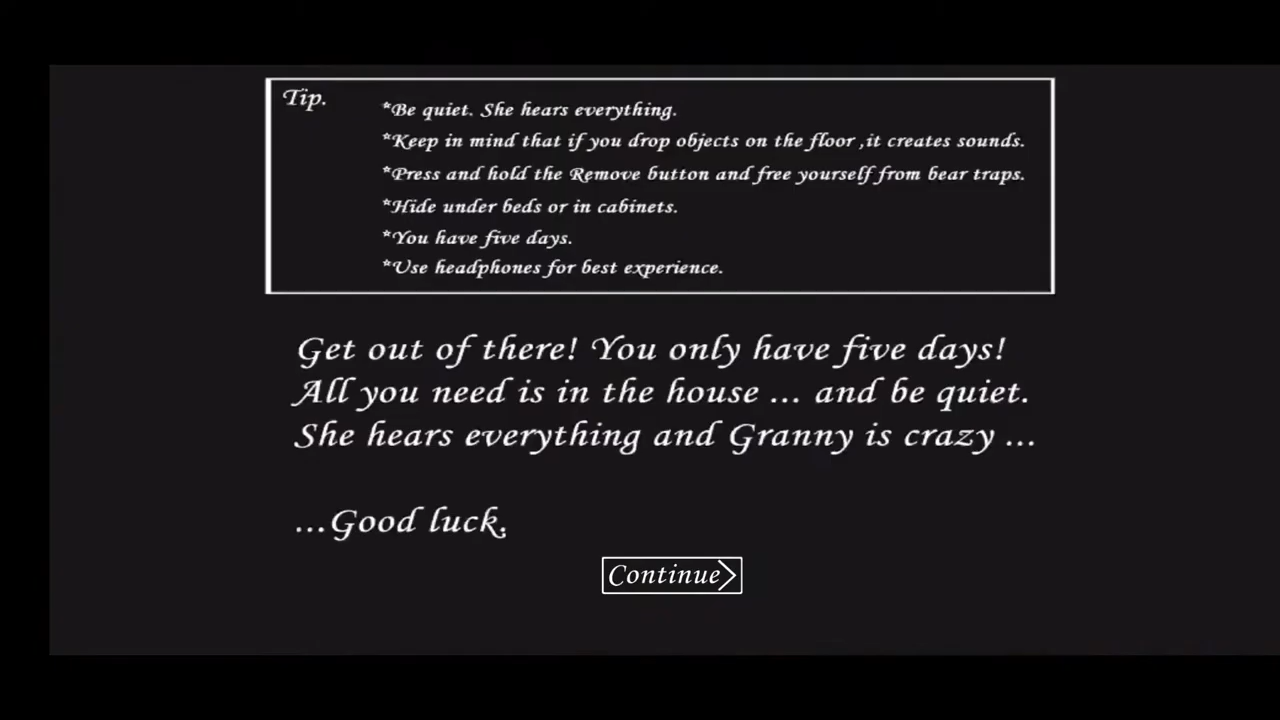 Tip.
*Be quiet. She hears everything.
*Keep in mind that if you drop objects on the floor ,it creates sounds.
*Press and hold the Remove button and free yourself from bear traps.
*Hide under beds or in cabinets.
*You have five days.
*Use headphones for best experience.
Get out of there! You only have five days!
All you need is in the house ... and be quiet.
She hears everything and Granny is crazy ...
...Good luck.
Continue>